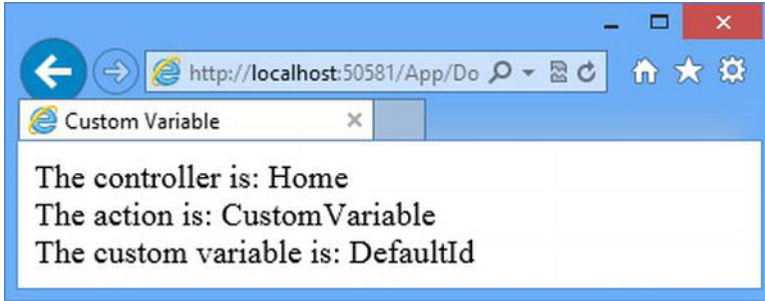 http://localhost:50581/App/Do
Custom Variable
The controller is: Home
The action is: CustomVariable
The custom variable is: DefaultId